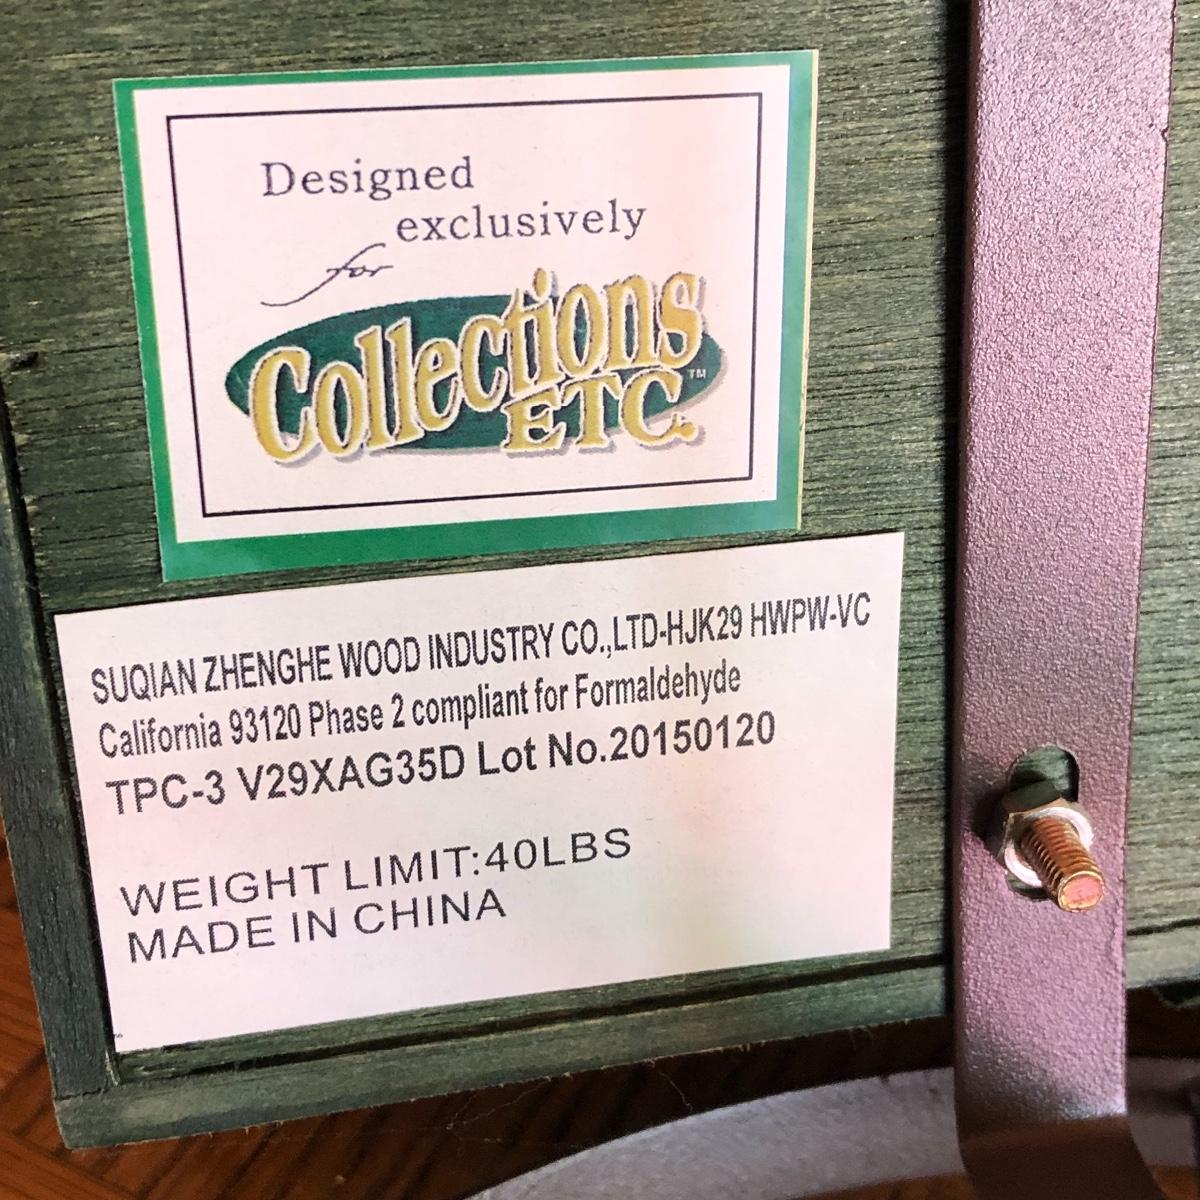 Designed
exclusively
for
Collections
ETC.™
SUQIAN ZHENGHE WOOD INDUSTRY CO.,LTD-HJK29 HWPW-VC
California 93120 Phase 2 compliant for Formaldehyde
TPC-3 V29XAG35D Lot No.20150120
WEIGHT LIMIT:40LBS
MADE IN CHINA